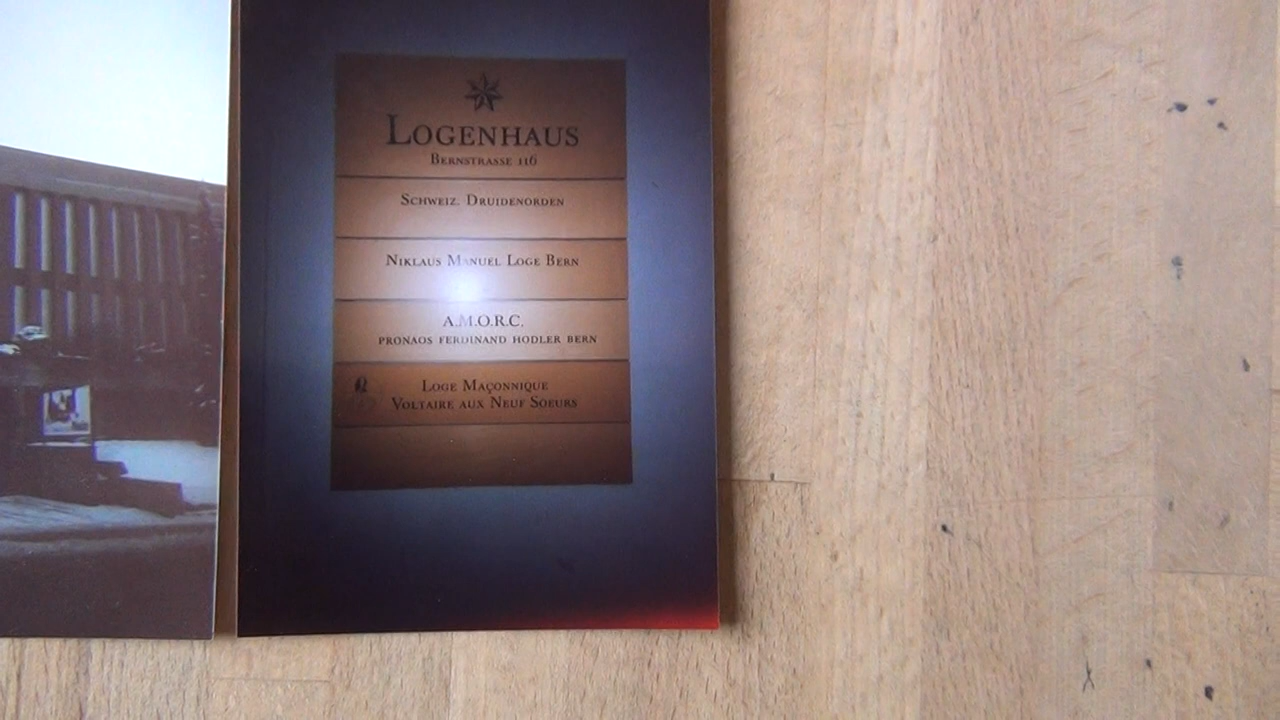 LOGENHAUS
BERNSTRASSE 116
SCHWEIZ. DRUIDENORDEN
NIKLAUS MANUEL LOGE BERN
A.M.O.R.C.
PRONAOS FERDINAND HODLER BERN
LOGE MAÇONNIQUE
VOLTAIRE AUX NEUF SOEURS